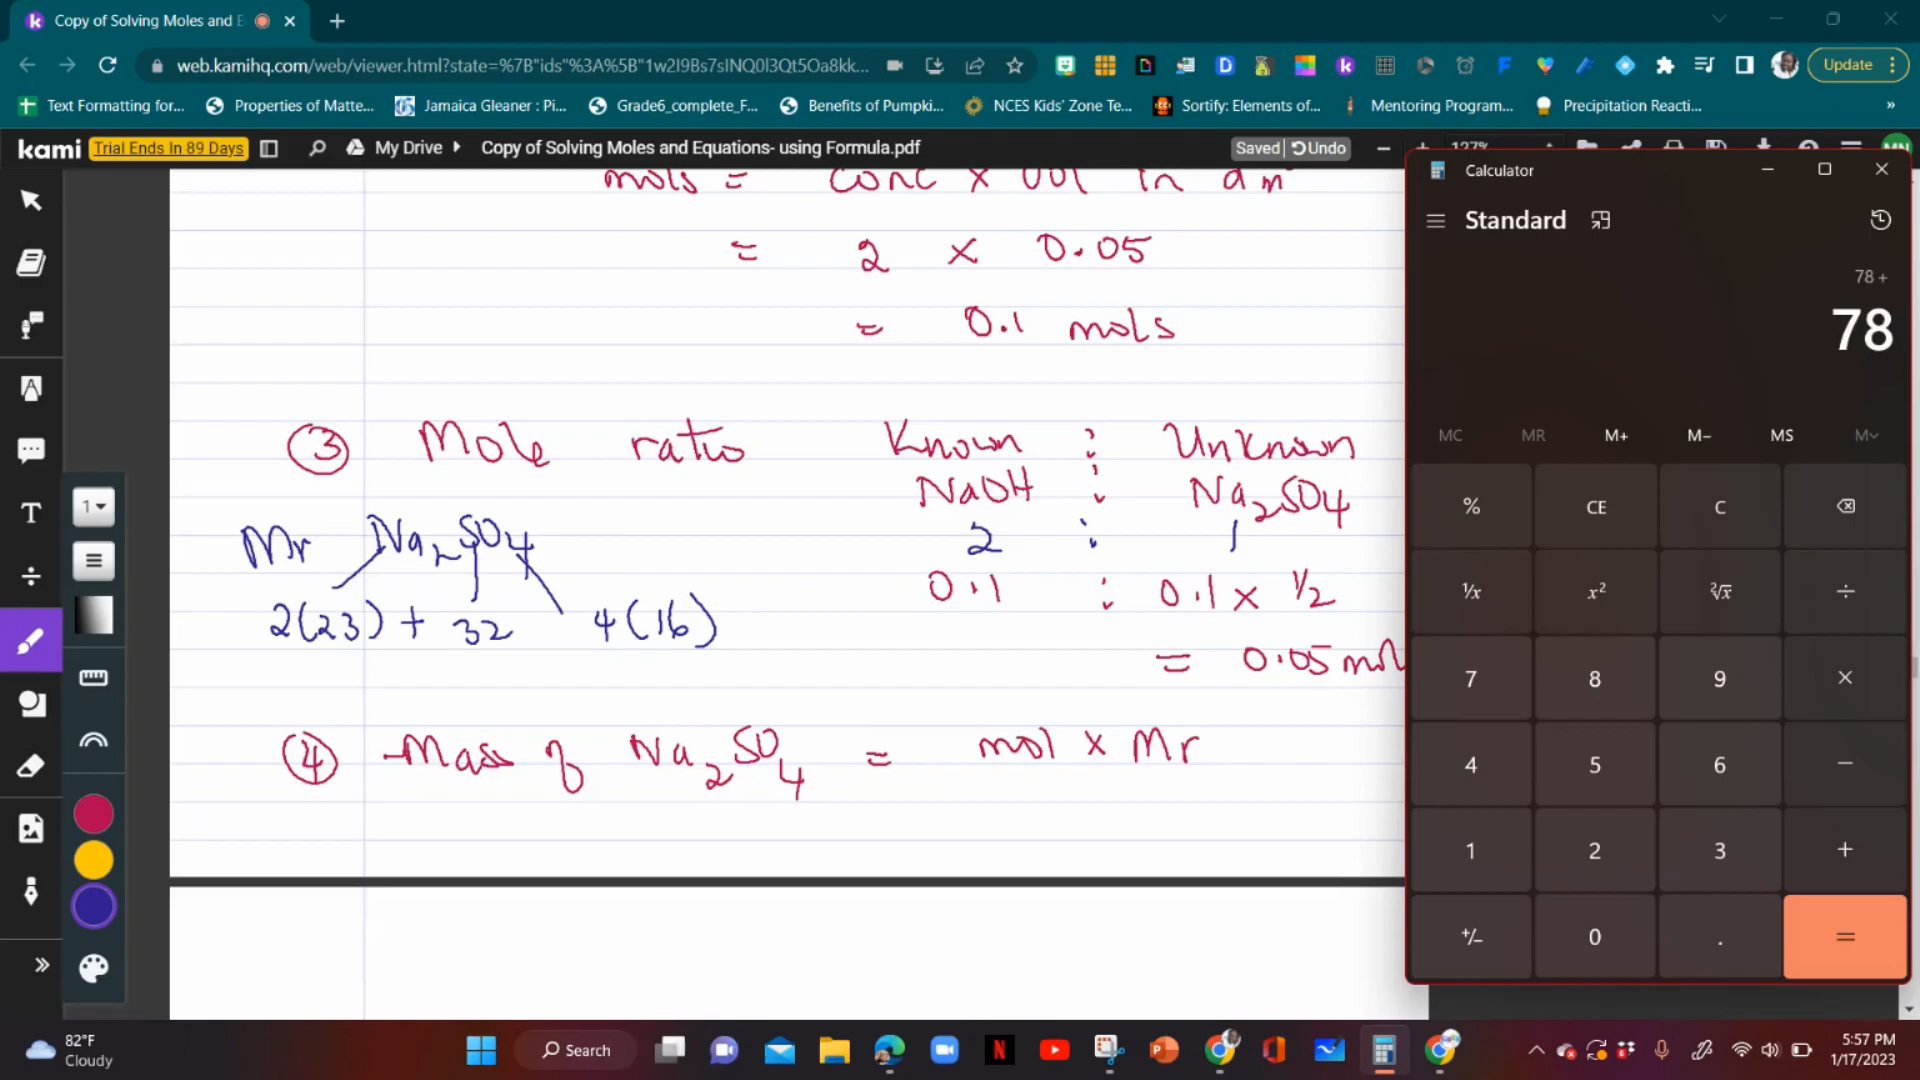 Copy of Solving Moles and E
web.kamihq.com/web/viewer.html?state=%7B"ids"%3A%5B"1w2I9Bs7sINQ0l3Qt5Oa8kk...
Update
Text Formatting for...
Properties of Matte...
Jamaica Gleaner : Pi...
Grade6_complete_F...
Benefits of Pumpki...
NCES Kids' Zone Te...
Sortify: Elements of...
Mentoring Program...
Precipitation Reacti...
»
kami
Trial Ends In 89 Days
My Drive
Copy of Solving Moles and Equations- using Formula.pdf
Saved
Undo
127%
mols = conc x vol in dm
= 2 x 0.05
= 0.1 mols
③ Mole ratio Known : Unknown
NaOH : Na2SO4
Mr Na2SO4
2 : 1
0.1 : 0.1 x 1/2
2(23) + 32 4(16)
= 0.05 mol
④ Mass of Na2SO4 = mol x Mr
1
T
Calculator
Standard
78 +
78
MC MR M+ M− MS M˅
% CE C
¹/x x² ²√x ÷
7 8 9 ×
4 5 6 −
1 2 3 +
+/− 0 . =
82°F
Cloudy
Search
5:57 PM
1/17/2023